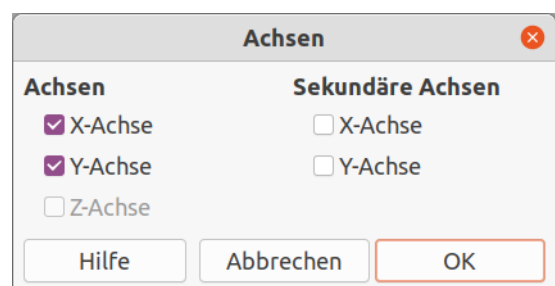 Achsen
Achsen
Sekundäre Achsen
X-Achse
X-Achse
Y-Achse
Y-Achse
Z-Achse
Hilfe
Abbrechen
OK